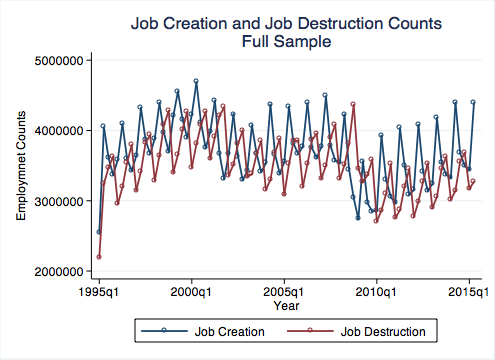 Job Creation and Job Destruction Counts
Full Sample
Employmnet Counts
5000000
4000000
3000000
2000000
1995q1
2000q1
2005q1
2010q1
2015q1
Year
Job Creation
Job Destruction